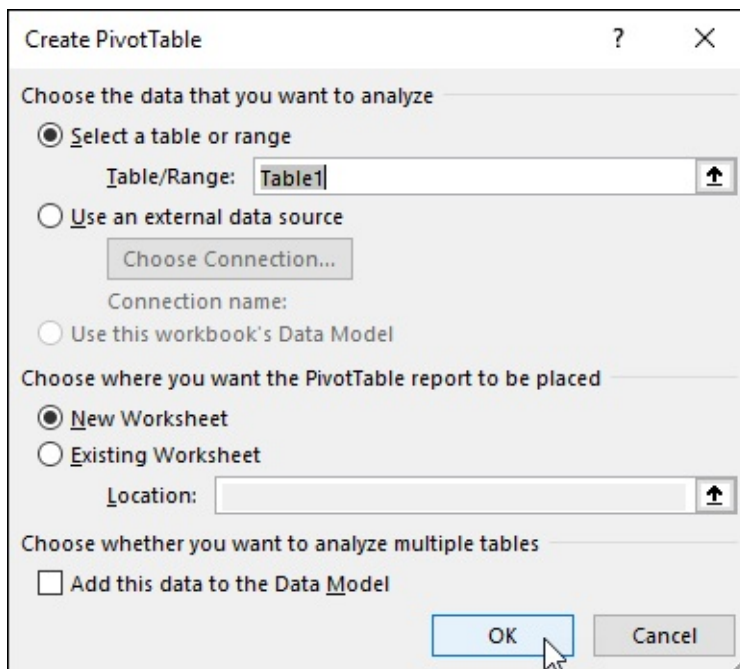 Create PivotTable ?
Choose the data that you want to analyze
Select a table or range
Table/Range: Table1
Use an external data source
Choose Connection...
Connection name:
Use this workbook's Data Model
Choose where you want the PivotTable report to be placed
New Worksheet
Existing Worksheet
Location:
Choose whether you want to analyze multiple tables
Add this data to the Data Model
OK Cancel